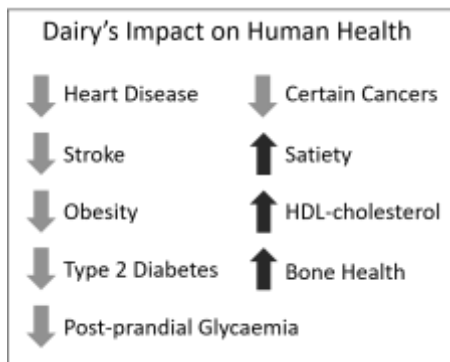 Dairy's Impact on Human Health
Heart Disease
Certain Cancers
Stroke
Satiety
Obesity
HDL-cholesterol
Type 2 Diabetes
Bone Health
Post-prandial Glycaemia